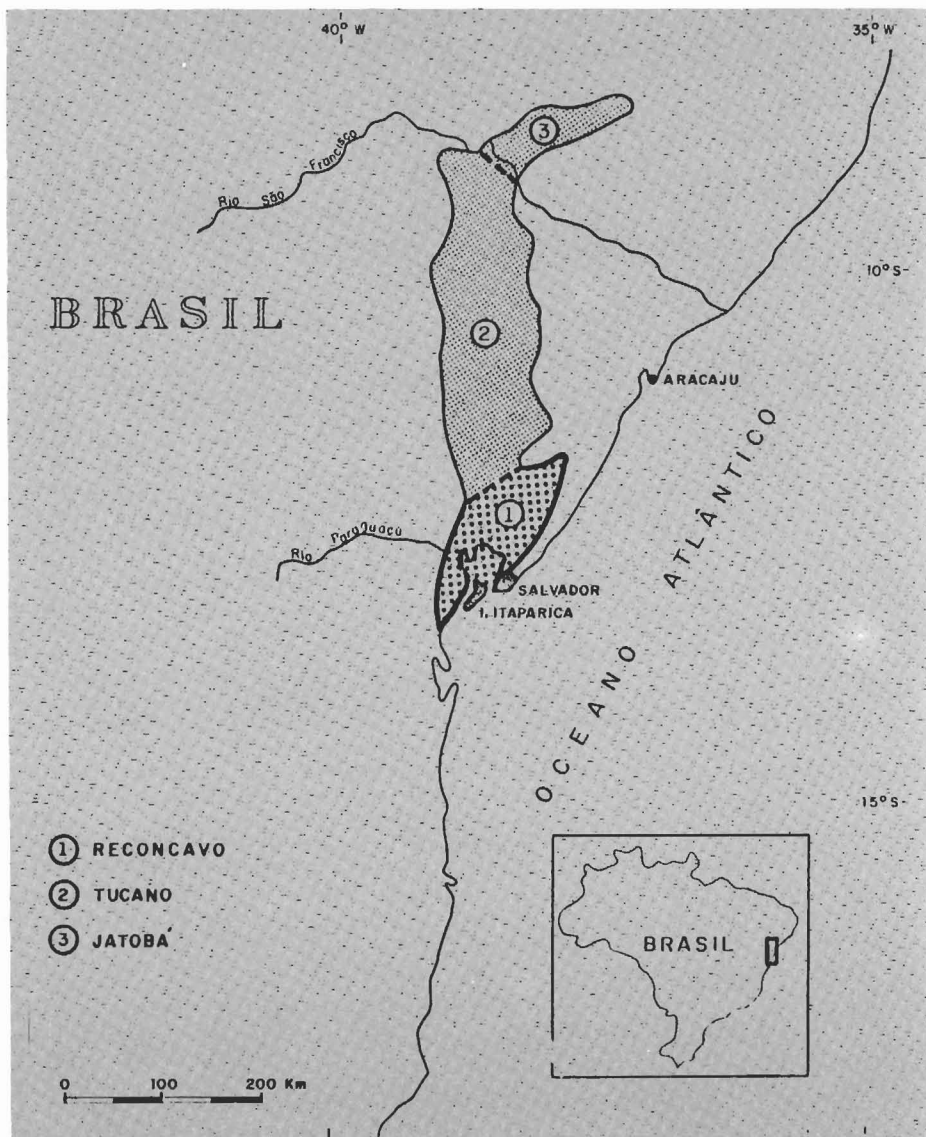 40° W
35° W
3
Rio São Francisco
10° S
BRASIL
2
ARACAJU
1
Rio Paraguaçú
SALVADOR
I. ITAPARICA
OCEANO ATLÂNTICO
15° S
1 RECONCAVO
2 TUCANO
3 JATOBÁ
BRASIL
0 100 200 Km